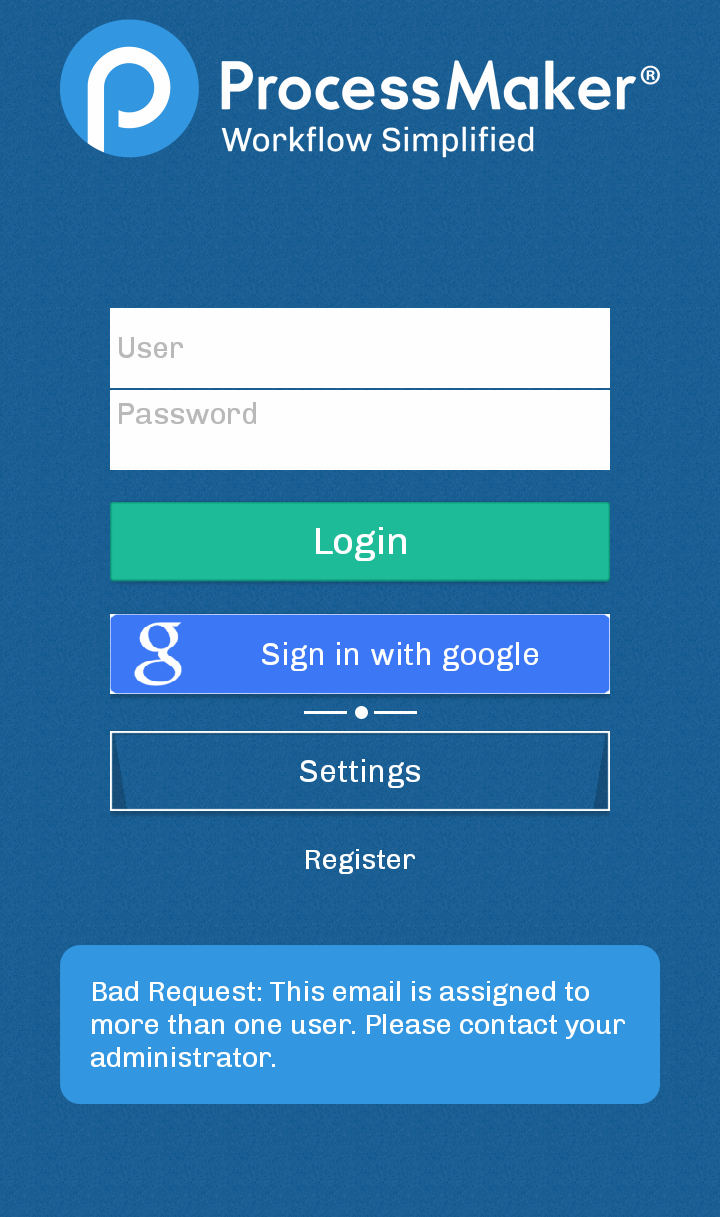 ProcessMaker®
Workflow Simplified
User
Password
Login
g Sign in with google
Settings
Register
Bad Request: This email is assigned to
more than one user. Please contact your
administrator.